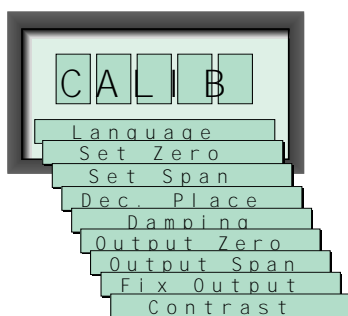 CALIB
Language
Set Zero
Set Span
Dec. Place
Damping
Output Zero
Output Span
Fix Output
Contrast